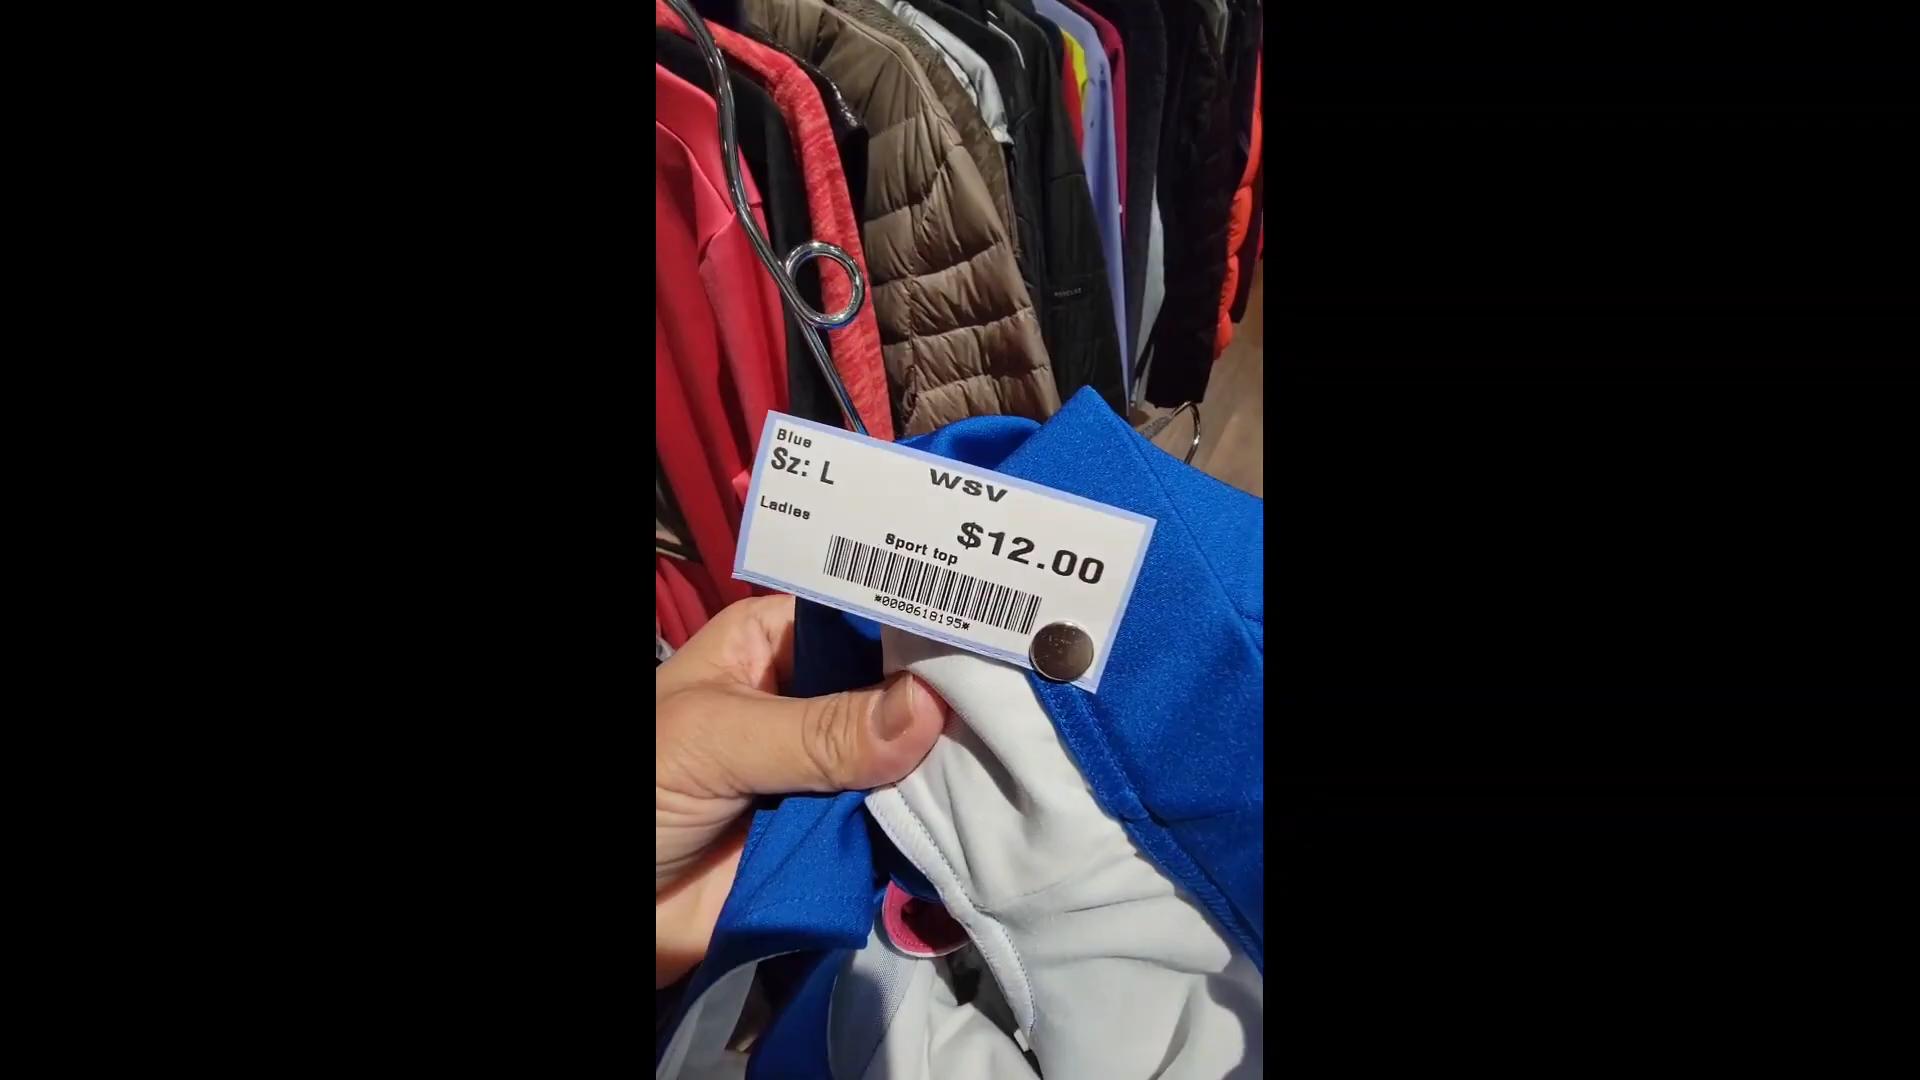 Blue
Sz: L
WSV
Ladies
$12.00
Sport top
*0000618195*